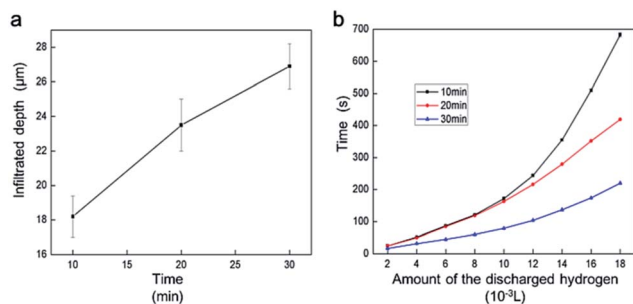 a
Infiltrated depth (μm)
28
26
24
22
20
18
16
10
15
20
25
30
Time
(min)
b
Time
(s)
700
600
500
400
300
200
100
0
10min
20min
30min
2
4
6
8
10
12
14
16
18
Amount of the discharged hydrogen
(10⁻³L)